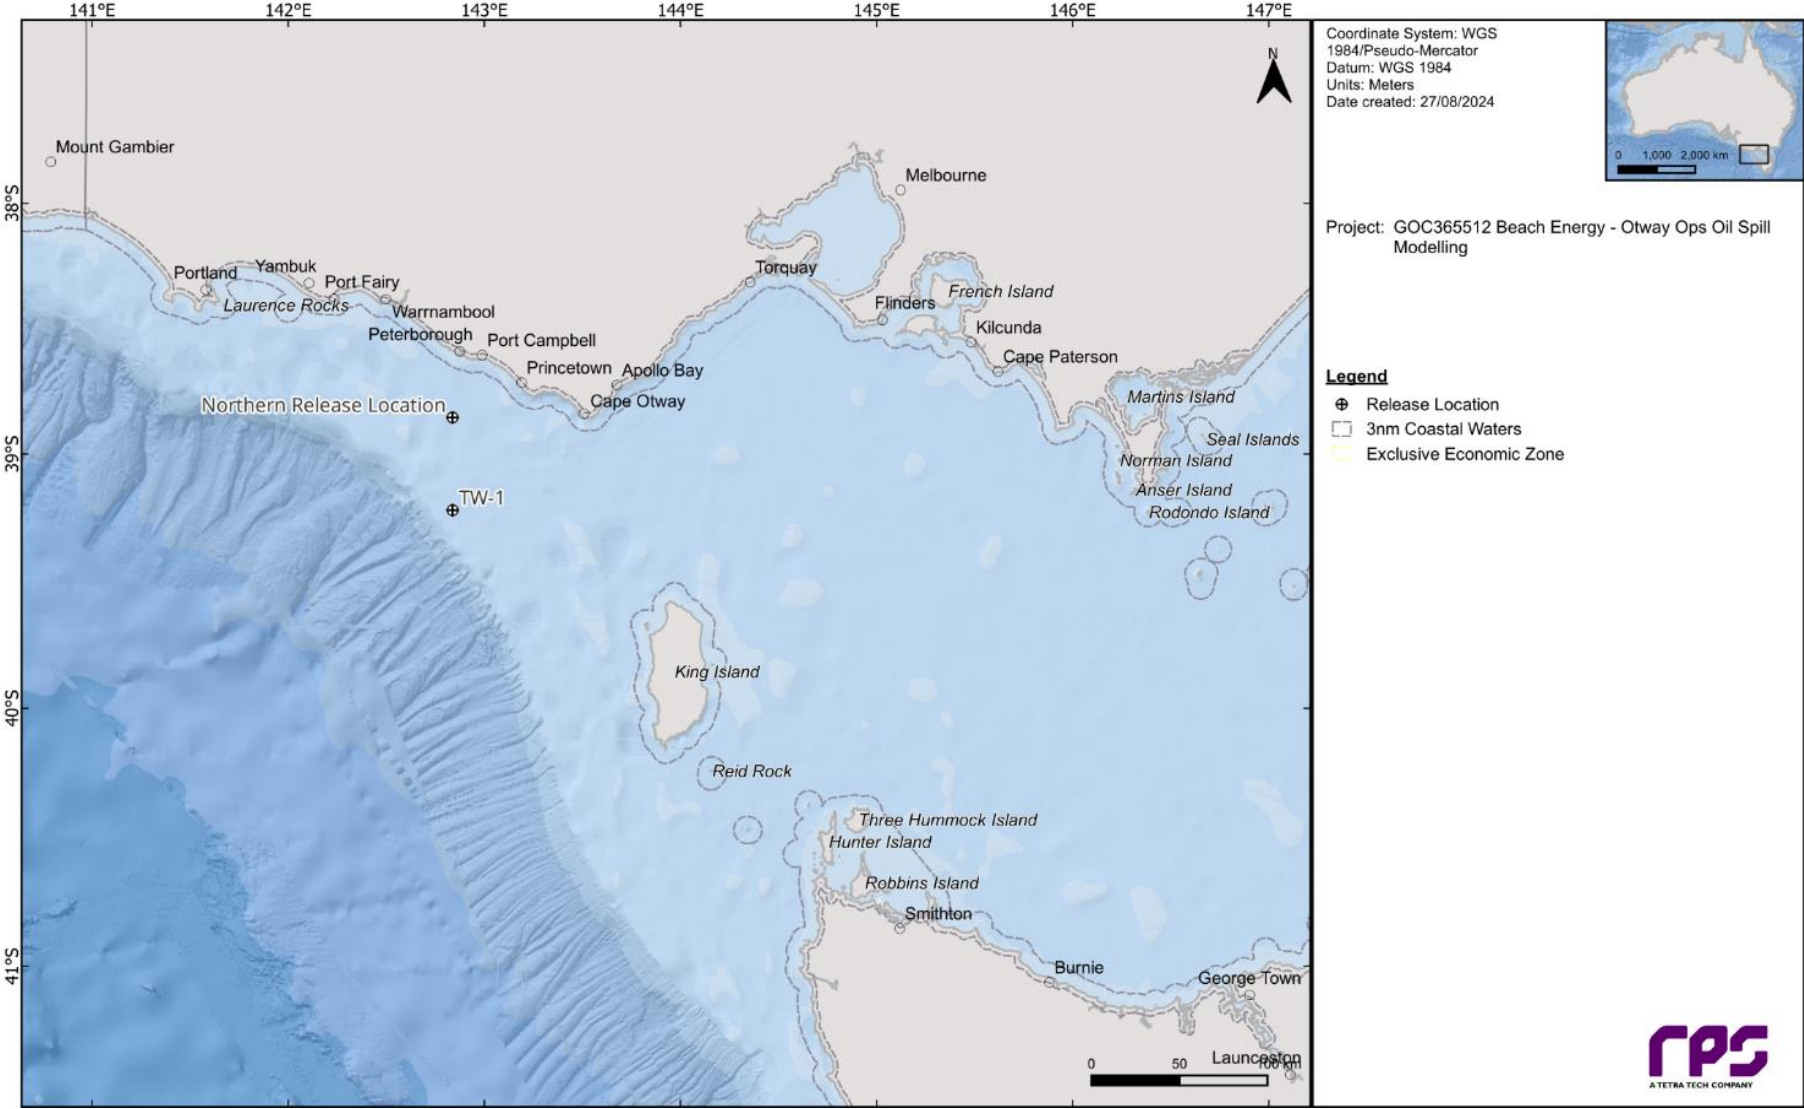 141°E 142°E 143°E 144°E 145°E 146°E 147°E
38°S
39°S
40°S
41°S
N
Mount Gambier
Melbourne
Portland
Yambuk
Port Fairy
Laurence Rocks
Warrnambool
Peterborough
Port Campbell
Princetown
Apollo Bay
Cape Otway
Torquay
Flinders
French Island
Kilcunda
Cape Paterson
Martins Island
Seal Islands
Norman Island
Anser Island
Rodondo Island
Northern Release Location
TW-1
King Island
Reid Rock
Three Hummock Island
Hunter Island
Robbins Island
Smithton
Burnie
George Town
Launceston
0 50 100 km
Coordinate System: WGS
1984/Pseudo-Mercator
Datum: WGS 1984
Units: Meters
Date created: 27/08/2024
0 1,000 2,000 km
Project: GOC365512 Beach Energy - Otway Ops Oil Spill
Modelling
Legend
Release Location
3nm Coastal Waters
Exclusive Economic Zone
rps
A TETRA TECH COMPANY